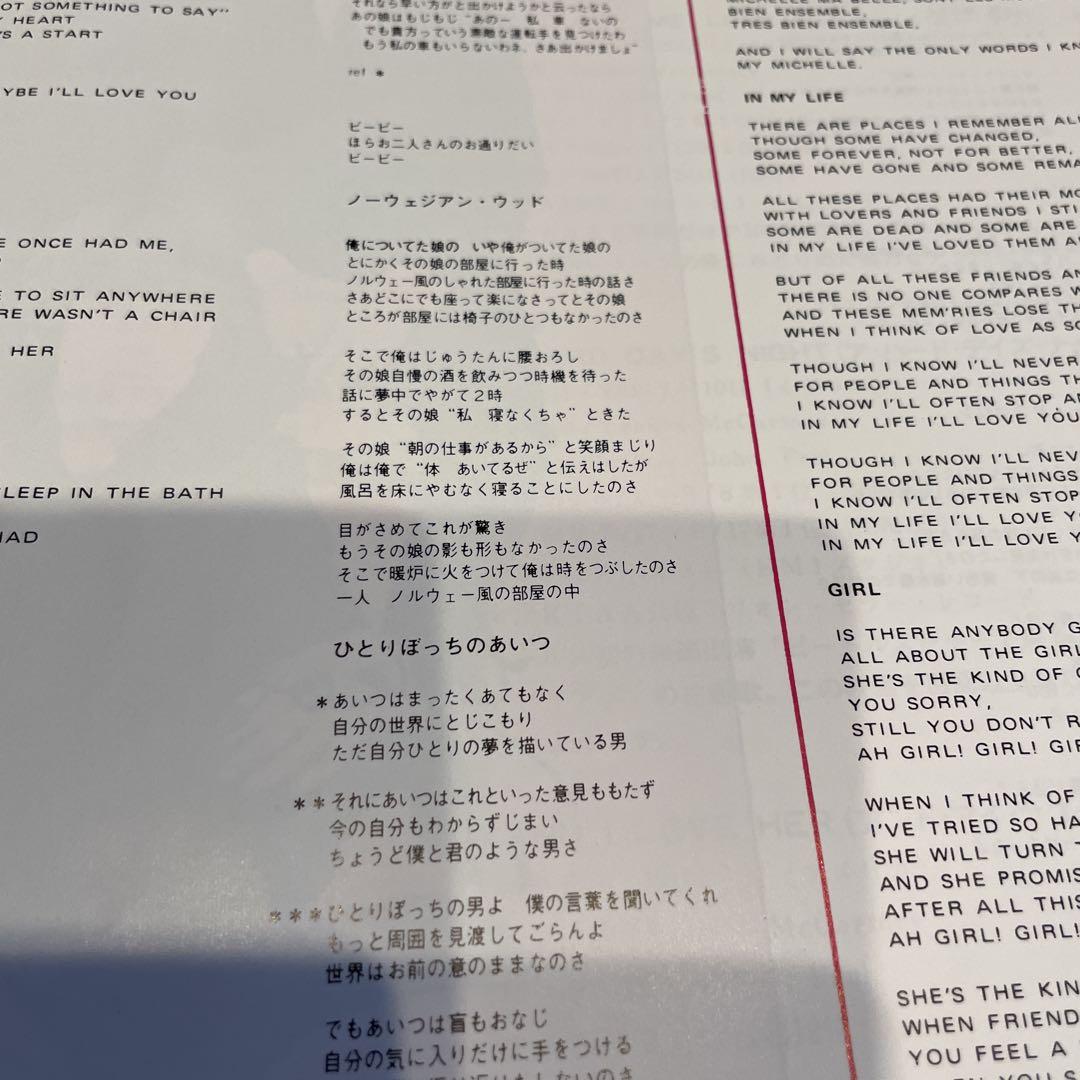 OT SOMETHING TO SAY"
HEART
'S A START
YBE I'LL LOVE YOU
E ONCE HAD ME,
E TO SIT ANYWHERE
RE WASN'T A CHAIR
HER
SLEEP IN THE BATH
HAD
それなら早い方がと出かけようかと云ったなら
あの娘はもじもじ "あのー 私 車 ないの
でも貴方っていう素敵な運転手を見つけたわ
もう私の車もいらないわネ、さあ出かけましょ"
ref *
ビービー
ほらお二人さんのお通りだい
ビービー
ノーウェジアン・ウッド
俺についてた娘の いや俺がついてた娘の
とにかくその娘の部屋に行った時
ノルウェー風のしゃれた部屋に行った時の話さ
さあどこにでも座って楽になさってとその娘
ところが部屋には椅子のひとつもなかったのさ
そこで俺はじゅうたんに腰おろし
その娘自慢の酒を飲みつつ時機を待った
話に夢中でやがて2時
するとその娘 "私 寝なくちゃ" ときた
その娘 "朝の仕事があるから" と笑顔まじり
俺は俺で "体 あいてるぜ" と伝えはしたが
風呂を床にやむなく寝ることにしたのさ
目がさめてこれが驚き
もうその娘の影も形もなかったのさ
そこで暖炉に火をつけて俺は時をつぶしたのさ
一人 ノルウェー風の部屋の中
ひとりぼっちのあいつ
*あいつはまったくあてもなく
自分の世界にとじこもり
ただ自分ひとりの夢を描いている男
**それにあいつはこれといった意見ももたず
今の自分もわからずじまい
ちょうど僕と君のような男さ
***ひとりぼっちの男よ 僕の言葉を聞いてくれ
もっと周囲を見渡してごらんよ
世界はお前の意のままなのさ
でもあいつは盲もおなじ
自分の気に入りだけに手をつける
BIEN ENSEMBLE,
TRES BIEN ENSEMBLE,
AND I WILL SAY THE ONLY WORDS I KN
MY MICHELLE.
IN MY LIFE
THERE ARE PLACES I REMEMBER ALL
THOUGH SOME HAVE CHANGED,
SOME FOREVER, NOT FOR BETTER,
SOME HAVE GONE AND SOME REMA
ALL THESE PLACES HAD THEIR MO
WITH LOVERS AND FRIENDS I STI
SOME ARE DEAD AND SOME ARE
IN MY LIFE I'VE LOVED THEM A
BUT OF ALL THESE FRIENDS AN
THERE IS NO ONE COMPARES W
AND THESE MEM'RIES LOSE TH
WHEN I THINK OF LOVE AS SO
THOUGH I KNOW I'LL NEVER
FOR PEOPLE AND THINGS TH
I KNOW I'LL OFTEN STOP A
IN MY LIFE I'LL LOVE YOU
THOUGH I KNOW I'LL NEV
FOR PEOPLE AND THINGS
I KNOW I'LL OFTEN STOP
IN MY LIFE I'LL LOVE Y
IN MY LIFE I'LL LOVE Y
GIRL
IS THERE ANYBODY G
ALL ABOUT THE GIRL
SHE'S THE KIND OF G
YOU SORRY,
STILL YOU DON'T R
AH GIRL! GIRL! GIR
WHEN I THINK OF
I'VE TRIED SO HA
SHE WILL TURN T
AND SHE PROMIS
AFTER ALL THIS
AH GIRL! GIRL!
SHE'S THE KIN
WHEN FRIEND
YOU FEEL A